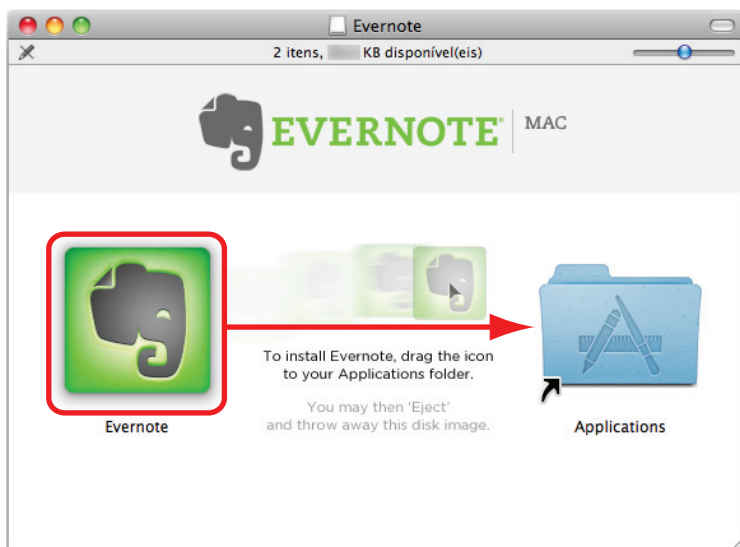 Evernote
2 itens, KB disponível(eis)
EVERNOTE® MAC
To install Evernote, drag the icon
to your Applications folder.
You may then 'Eject'
and throw away this disk image.
Evernote
Applications